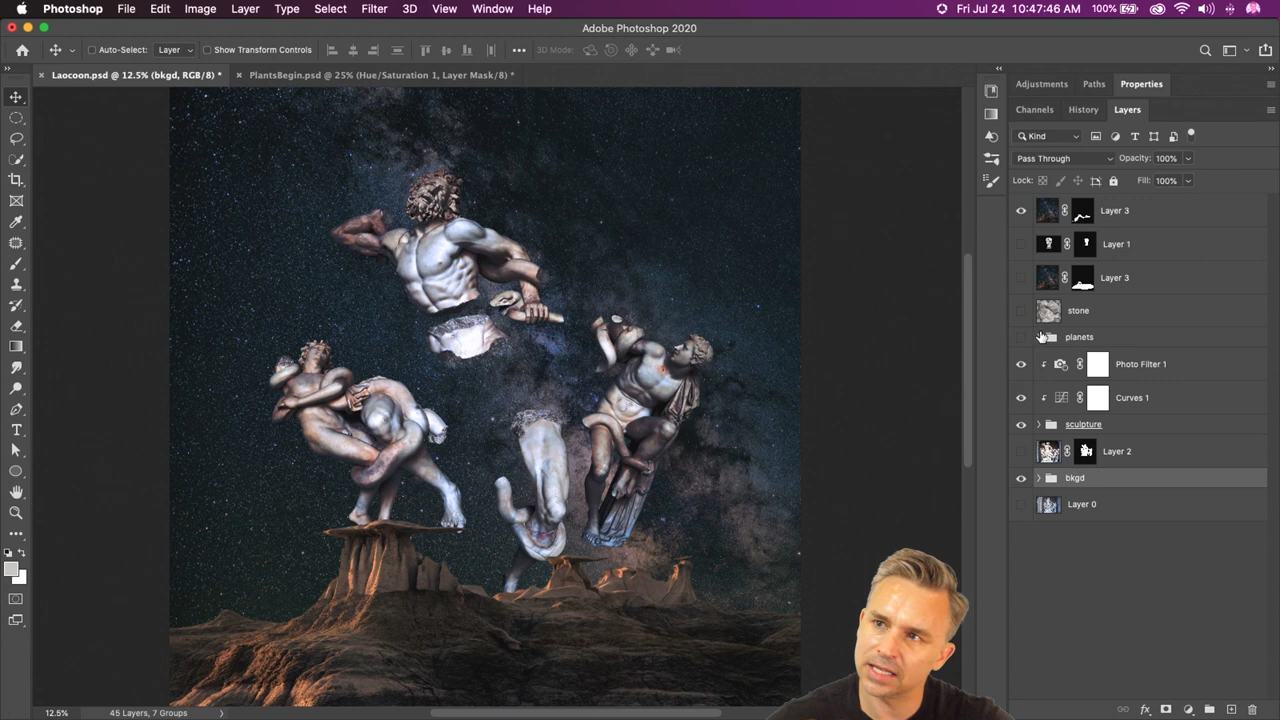 Photoshop File Edit Image Layer Type Select Filter 3D View Window Help 100% Fri Jul 24 10:47:46 AM
Adobe Photoshop 2020
Auto-Select: Layer Show Transform Controls 3D Mode:
Laocoon.psd @ 12.5% (bkgd, RGB/8) * PlantsBegin.psd @ 25% (Hue/Saturation 1, Layer Mask/8) *
Adjustments Paths Properties
Channels History Layers
Kind
Pass Through Opacity: 100%
Lock: Fill: 100%
Layer 3
Layer 1
Layer 3
stone
planets
Photo Filter 1
Curves 1
sculpture
Layer 2
bkgd
Layer 0
12.5% 45 Layers, 7 Groups